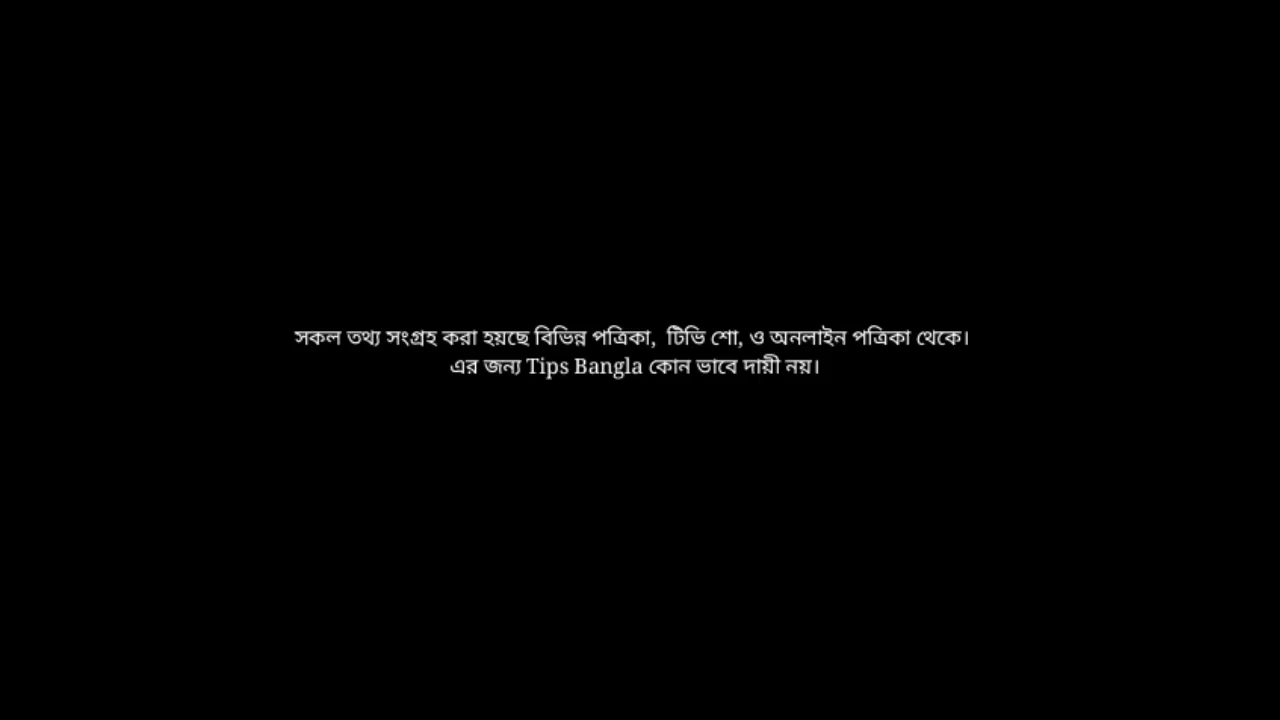 সকল তথ্য সংগ্রহ করা হয়ছে বিভিন্ন পত্রিকা,  টিভি শো, ও অনলাইন পত্রিকা থেকে।
এর জন্য Tips Bangla কোন ভাবে দায়ী নয়।